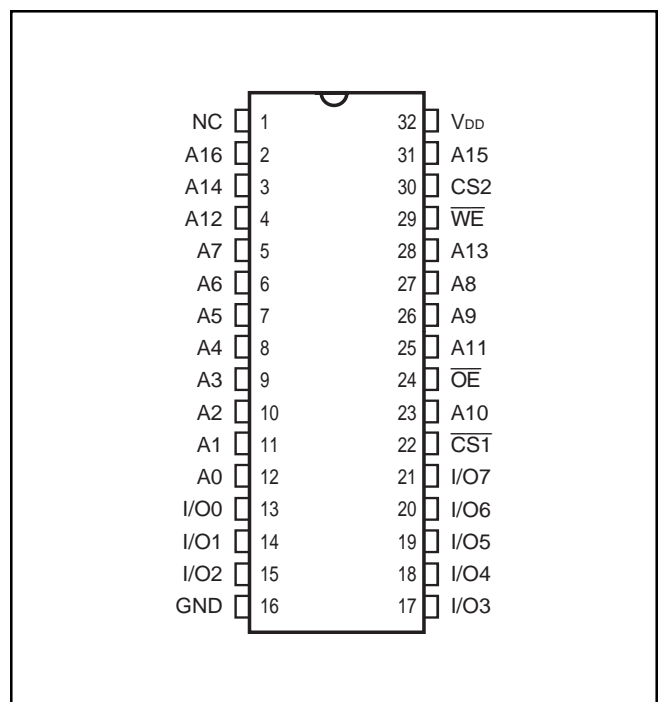 NC 1 32 VDD
A16 2 31 A15
A14 3 30 CS2
A12 4 29 W̅E̅
A7 5 28 A13
A6 6 27 A8
A5 7 26 A9
A4 8 25 A11
A3 9 24 O̅E̅
A2 10 23 A10
A1 11 22 C̅S̅1̅
A0 12 21 I/O7
I/O0 13 20 I/O6
I/O1 14 19 I/O5
I/O2 15 18 I/O4
GND 16 17 I/O3